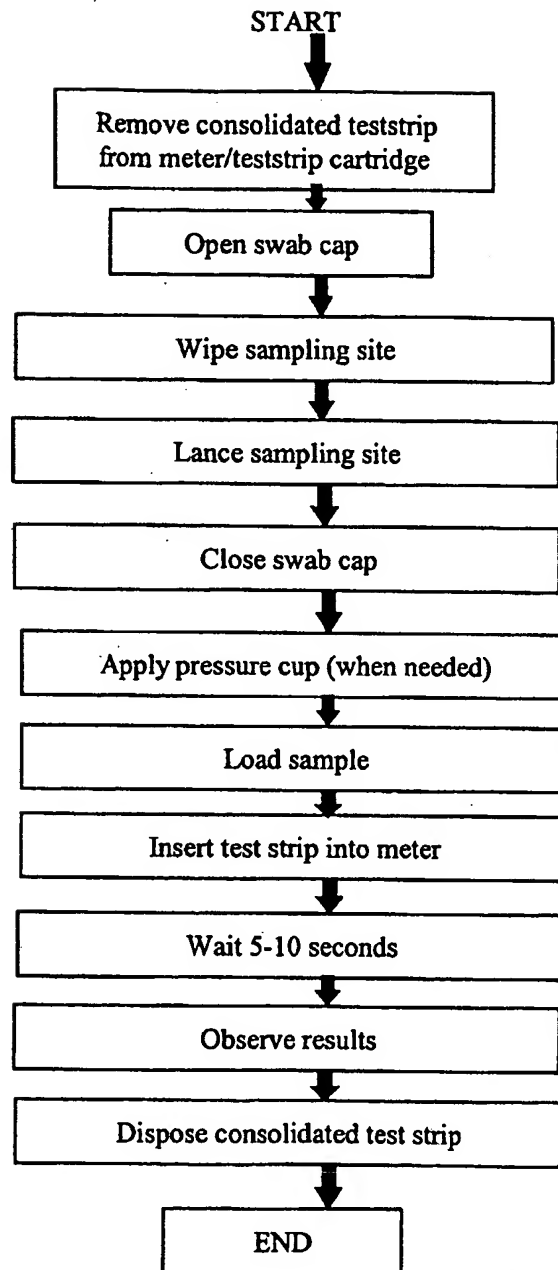 START
Remove consolidated teststrip
from meter/teststrip cartridge
Open swab cap
Wipe sampling site
Lance sampling site
Close swab cap
Apply pressure cup (when needed)
Load sample
Insert test strip into meter
Wait 5-10 seconds
Observe results
Dispose consolidated test strip
END